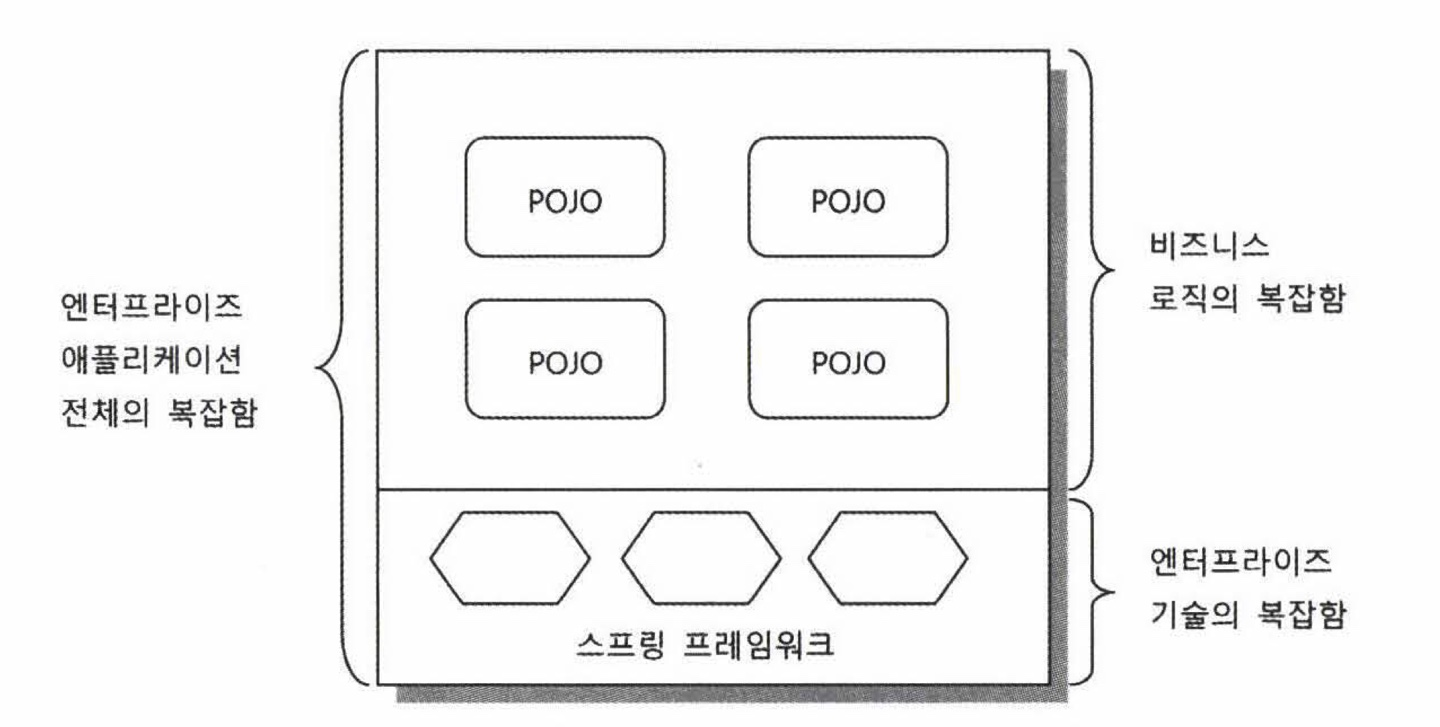 엔터프라이즈
애플리케이션
전체의 복잡함
POJO
POJO
POJO
POJO
스프링 프레임워크
비즈니스
로직의 복잡함
엔터프라이즈
기술의 복잡함